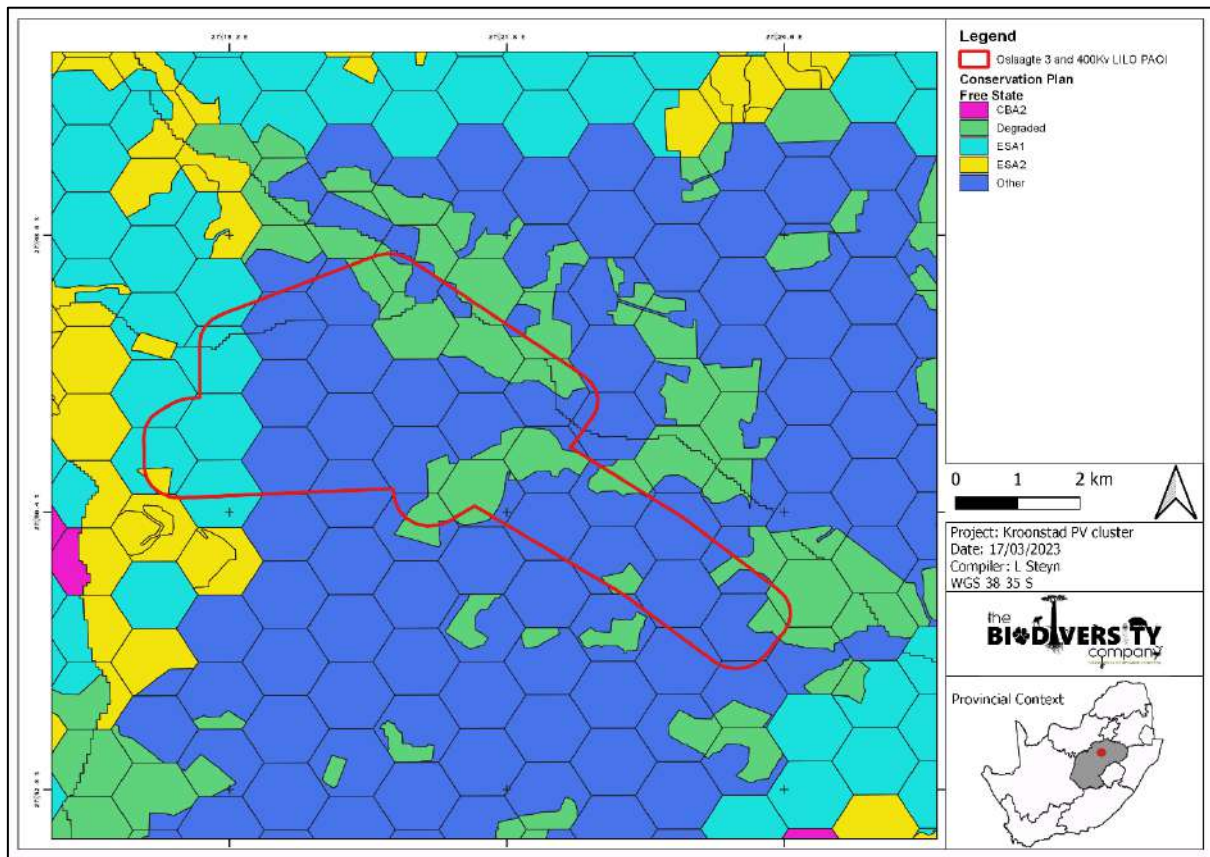 Legend
Oslaagte 3 and 400Kv LILO PAOI
Conservation Plan
Free State
CBA2
Degraded
ESA1
ESA2
Other
0 1 2 km
Project: Kroonstad PV cluster
Date: 17/03/2023
Compiler: L Steyn
WGS 38 35 S
the
BIODIVERSITY
company
Provincial Context